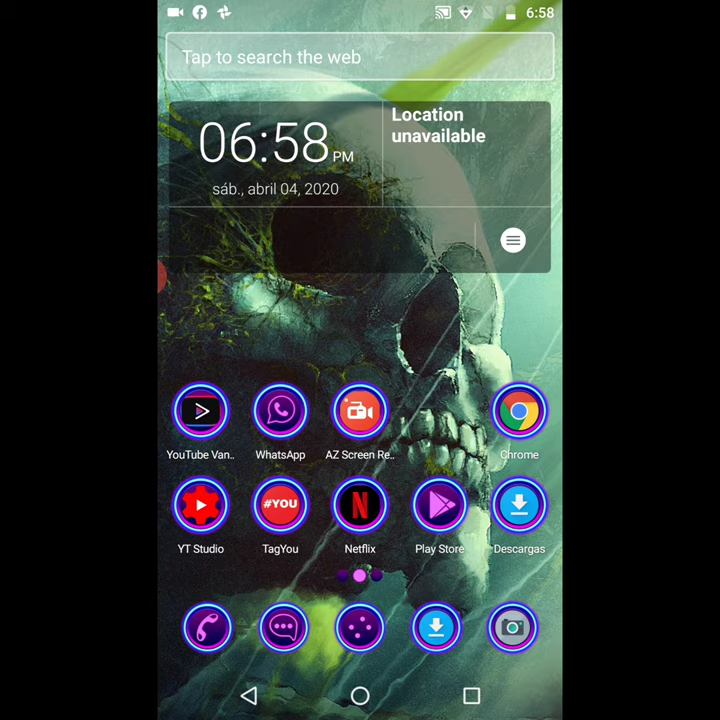 6:58
Tap to search the web
06:58 PM
sáb., abril 04, 2020
Location
unavailable
YouTube Van..
WhatsApp
AZ Screen Re..
Chrome
#YOU
N
YT Studio
TagYou
Netflix
Play Store
Descargas